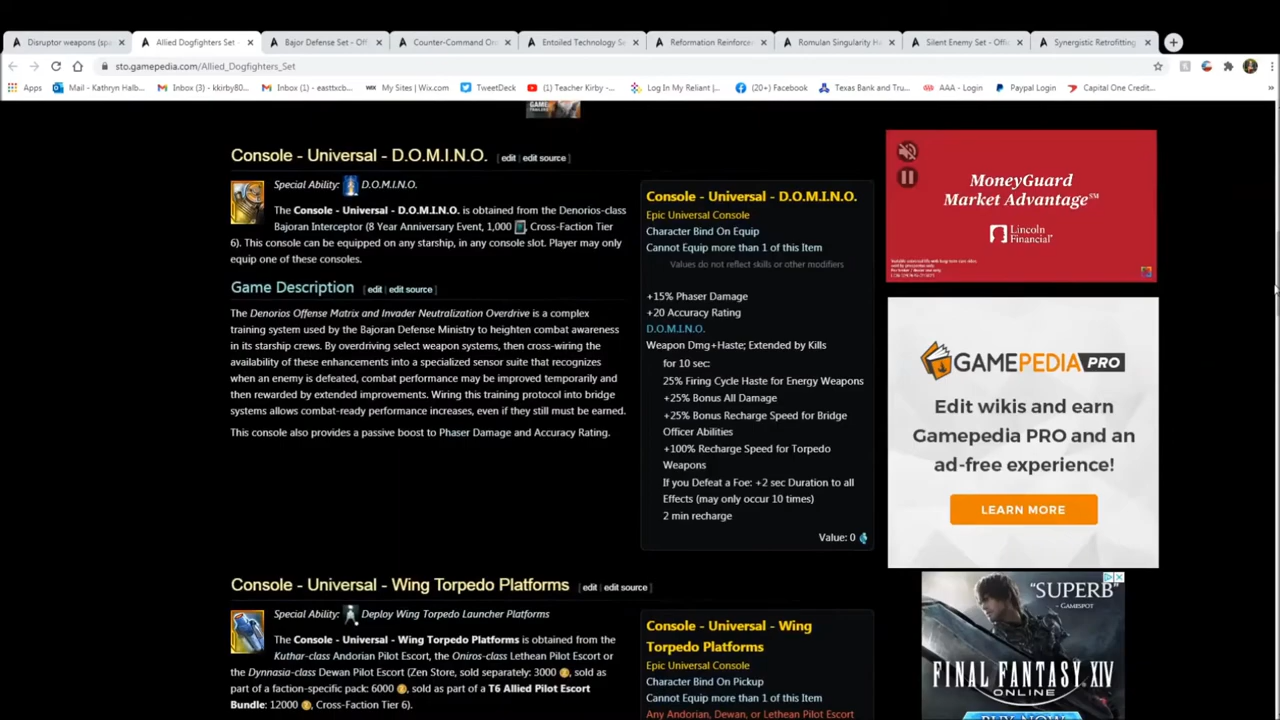 Disruptor weapons (sp
Allied Dogfighters Set -
Bajor Defense Set - Off
Counter-Command Or
Entoiled Technology Se
Reformation Reinforce
Romulan Singularity H
Silent Enemy Set - Offic
Synergistic Retrofitting
sto.gamepedia.com/Allied_Dogfighters_Set
Apps
Mail - Kathryn Halb...
Inbox (3) - kkirby80...
Inbox (1) - easttxcb...
WIX
My Sites | Wix.com
TweetDeck
(1) Teacher Kirby -...
Log In My Reliant |...
(20+) Facebook
Texas Bank and Tru...
AAA - Login
Paypal Login
Capital One Credit...
»
Console - Universal - D.O.M.I.N.O. [ edit | edit source ]
Special Ability: D.O.M.I.N.O.
The Console - Universal - D.O.M.I.N.O. is obtained from the Denorios-class
Bajoran Interceptor (8 Year Anniversary Event, 1,000 , Cross-Faction Tier
6). This console can be equipped on any starship, in any console slot. Player may only
equip one of these consoles.
Game Description [ edit | edit source ]
The Denorios Offense Matrix and Invader Neutralization Overdrive is a complex
training system used by the Bajoran Defense Ministry to heighten combat awareness
in its starship crews. By overdriving select weapon systems, then cross-wiring the
availability of these enhancements into a specialized sensor suite that recognizes
when an enemy is defeated, combat performance may be improved temporarily and
then rewarded by extended improvements. Wiring this training protocol into bridge
systems allows combat-ready performance increases, even if they still must be earned.
This console also provides a passive boost to Phaser Damage and Accuracy Rating.
Console - Universal - D.O.M.I.N.O.
Epic Universal Console
Character Bind On Equip
Cannot Equip more than 1 of this Item
Values do not reflect skills or other modifiers
+15% Phaser Damage
+20 Accuracy Rating
D.O.M.I.N.O.
Weapon Dmg+Haste; Extended by Kills
for 10 sec:
25% Firing Cycle Haste for Energy Weapons
+25% Bonus All Damage
+25% Bonus Recharge Speed for Bridge
Officer Abilities
+100% Recharge Speed for Torpedo
Weapons
If you Defeat a Foe: +2 sec Duration to all
Effects (may only occur 10 times)
2 min recharge
Value: 0
Console - Universal - Wing Torpedo Platforms [ edit | edit source ]
Special Ability: Deploy Wing Torpedo Launcher Platforms
The Console - Universal - Wing Torpedo Platforms is obtained from the
Kuthar-class Andorian Pilot Escort, the Oniros-class Lethean Pilot Escort or
the Dynnasia-class Dewan Pilot Escort (Zen Store, sold separately: 3000 , sold as
part of a faction-specific pack: 6000 , sold as part of a T6 Allied Pilot Escort
Bundle: 12000 , Cross-Faction Tier 6).
Console - Universal - Wing
Torpedo Platforms
Epic Universal Console
Character Bind On Pickup
Cannot Equip more than 1 of this Item
Any Andorian, Dewan, or Lethean Pilot Escort
MoneyGuard
Market Advantage℠
Lincoln
Financial®
GAMEPEDIA PRO
Edit wikis and earn
Gamepedia PRO and an
ad-free experience!
LEARN MORE
"SUPERB"
- GAMESPOT
FINAL FANTASY XIV
ONLINE
BUY NOW